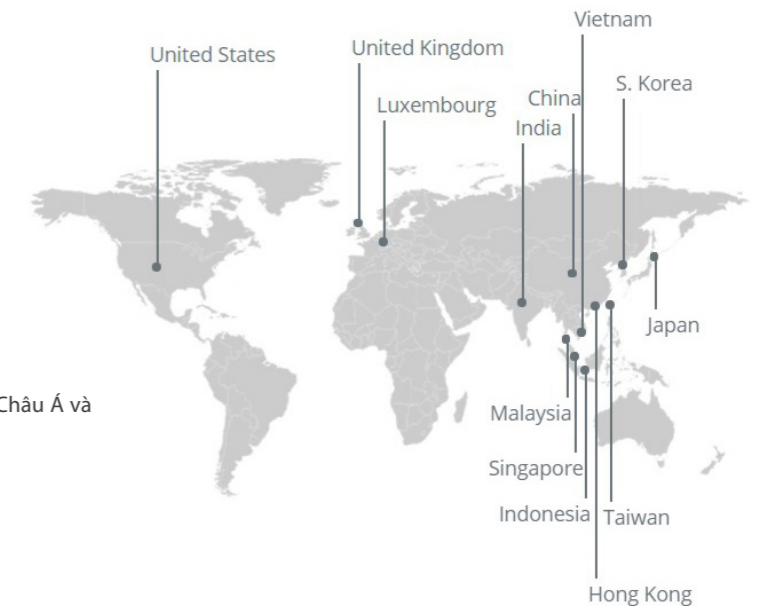 Vietnam
United States
United Kingdom
S. Korea
China
Luxembourg
India
Japan
Châu Á và
Malaysia
Singapore
Indonesia
Taiwan
Hong Kong